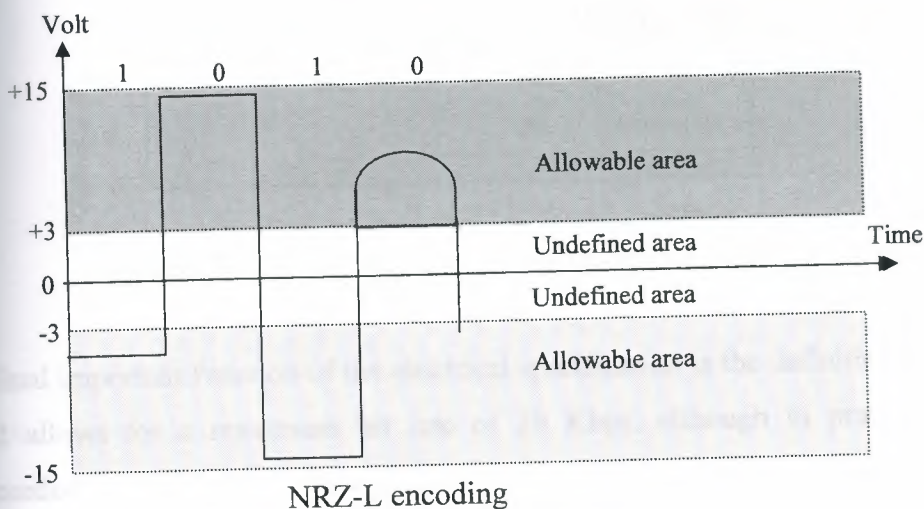 Volt
1 0 1 0
+15
Allowable area
+3
Time
Undefined area
0
Undefined area
-3
Allowable area
-15
NRZ-L encoding